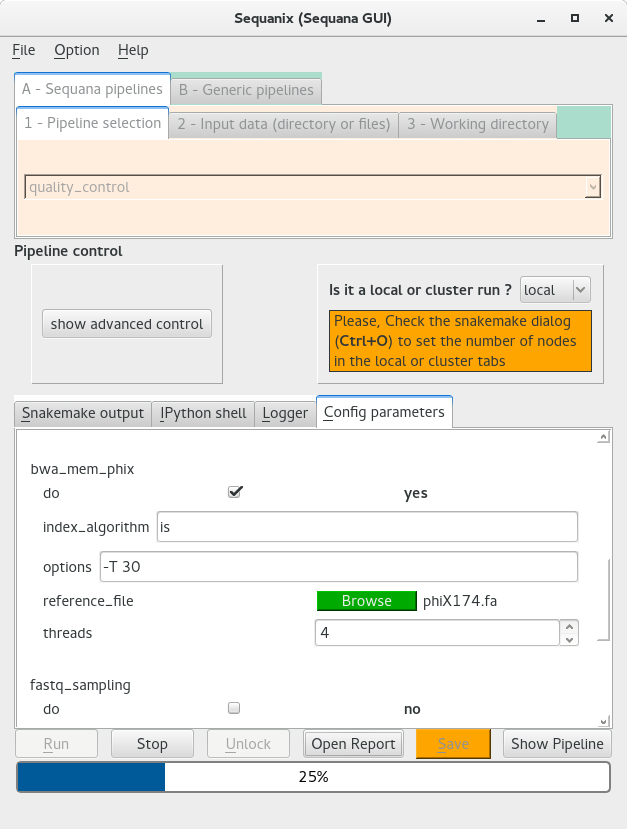 Sequanix (Sequana GUI)
File Option Help
A - Sequana pipelines B - Generic pipelines
1 - Pipeline selection 2 - Input data (directory or files) 3 - Working directory
quality_control
Pipeline control
show advanced control
Is it a local or cluster run ? local
Please, Check the snakemake dialog
(Ctrl+O) to set the number of nodes
in the local or cluster tabs
Snakemake output IPython shell Logger Config parameters
bwa_mem_phix
do yes
index_algorithm is
options -T 30
reference_file Browse phiX174.fa
threads 4
fastq_sampling
do no
Run Stop Unlock Open Report Save Show Pipeline
25%